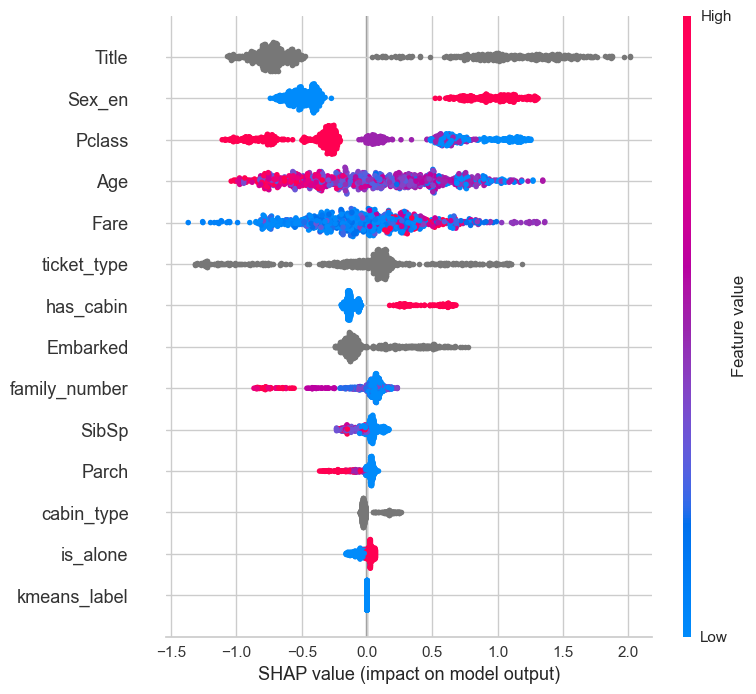 High
Title
Sex_en
Pclass
Age
Fare
ticket_type
has_cabin
Embarked
family_number
SibSp
Parch
cabin_type
is_alone
kmeans_label
Feature value
Low
−1.5 −1.0 −0.5 0.0 0.5 1.0 1.5 2.0
SHAP value (impact on model output)